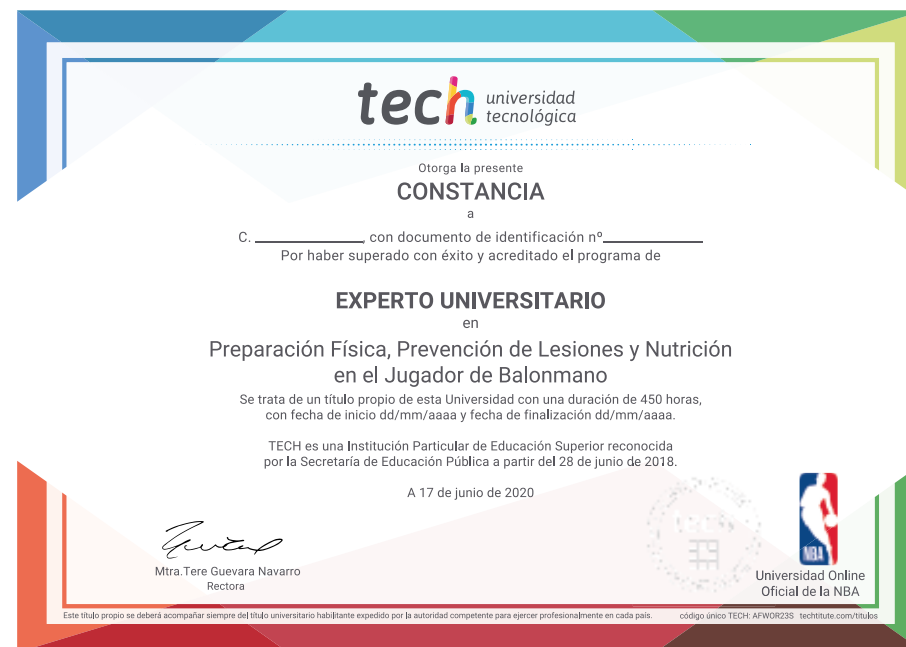 tech universidad
tecnológica
Otorga la presente
CONSTANCIA
a
C. ____________, con documento de identificación nº____________
Por haber superado con éxito y acreditado el programa de
EXPERTO UNIVERSITARIO
en
Preparación Física, Prevención de Lesiones y Nutrición
en el Jugador de Balonmano
Se trata de un título propio de esta Universidad con una duración de 450 horas,
con fecha de inicio dd/mm/aaaa y fecha de finalización dd/mm/aaaa.
TECH es una Institución Particular de Educación Superior reconocida
por la Secretaría de Educación Pública a partir del 28 de junio de 2018.
A 17 de junio de 2020
tech
NBA
Mtra.Tere Guevara Navarro
Rectora
Universidad Online
Oficial de la NBA
Este título propio se deberá acompañar siempre del título universitario habilitante expedido por la autoridad competente para ejercer profesionalmente en cada país.
código único TECH: AFWOR23S techtitute.com/titulos